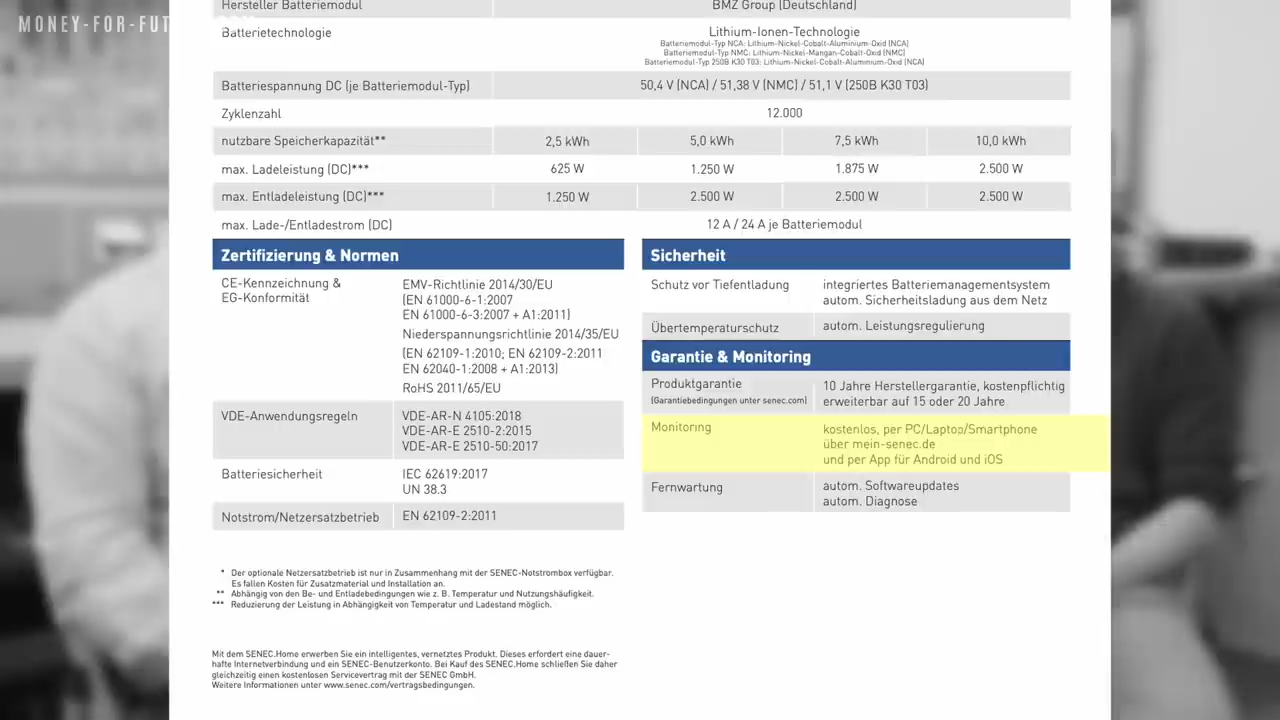 MONEY-FOR-FUT
Hersteller Batteriemodul BMZ Group (Deutschland)
Batterietechnologie Lithium-Ionen-Technologie
Batteriemodul-Typ NCA: Lithium-Nickel-Cobalt-Aluminium-Oxid (NCA)
Batteriemodul-Typ NMC: Lithium-Nickel-Mangan-Cobalt-Oxid (NMC)
Batteriemodul-Typ 250B K30 T03: Lithium-Nickel-Cobalt-Aluminium-Oxid (NCA)
Batteriespannung DC (je Batteriemodul-Typ) 50,4 V (NCA) / 51,38 V (NMC) / 51,1 V (250B K30 T03)
Zyklenzahl 12.000
nutzbare Speicherkapazität** 2,5 kWh 5,0 kWh 7,5 kWh 10,0 kWh
max. Ladeleistung (DC)*** 625 W 1.250 W 1.875 W 2.500 W
max. Entladeleistung (DC)*** 1.250 W 2.500 W 2.500 W 2.500 W
max. Lade-/Entladestrom (DC) 12 A / 24 A je Batteriemodul
Zertifizierung & Normen
CE-Kennzeichnung & EMV-Richtlinie 2014/30/EU
EG-Konformität (EN 61000-6-1:2007
EN 61000-6-3:2007 + A1:2011)
Niederspannungsrichtlinie 2014/35/EU
(EN 62109-1:2010; EN 62109-2:2011
EN 62040-1:2008 + A1:2013)
RoHS 2011/65/EU
VDE-Anwendungsregeln VDE-AR-N 4105:2018
VDE-AR-E 2510-2:2015
VDE-AR-E 2510-50:2017
Batteriesicherheit IEC 62619:2017
UN 38.3
Notstrom/Netzersatzbetrieb EN 62109-2:2011
Sicherheit
Schutz vor Tiefentladung integriertes Batteriemanagementsystem
autom. Sicherheitsladung aus dem Netz
Übertemperaturschutz autom. Leistungsregulierung
Garantie & Monitoring
Produktgarantie 10 Jahre Herstellergarantie, kostenpflichtig
(Garantiebedingungen unter senec.com) erweiterbar auf 15 oder 20 Jahre
Monitoring kostenlos, per PC/Laptop/Smartphone
über mein-senec.de
und per App für Android und iOS
Fernwartung autom. Softwareupdates
autom. Diagnose
* Der optionale Netzersatzbetrieb ist nur in Zusammenhang mit der SENEC-Notstrombox verfügbar.
Es fallen Kosten für Zusatzmaterial und Installation an.
** Abhängig von den Be- und Entladebedingungen wie z. B. Temperatur und Nutzungshäufigkeit.
*** Reduzierung der Leistung in Abhängigkeit von Temperatur und Ladestand möglich.
Mit dem SENEC.Home erwerben Sie ein intelligentes, vernetztes Produkt. Dieses erfordert eine dauer-
hafte Internetverbindung und ein SENEC-Benutzerkonto. Bei Kauf des SENEC.Home schließen Sie daher
gleichzeitig einen kostenlosen Servicevertrag mit der SENEC GmbH.
Weitere Informationen unter www.senec.com/vertragsbedingungen.